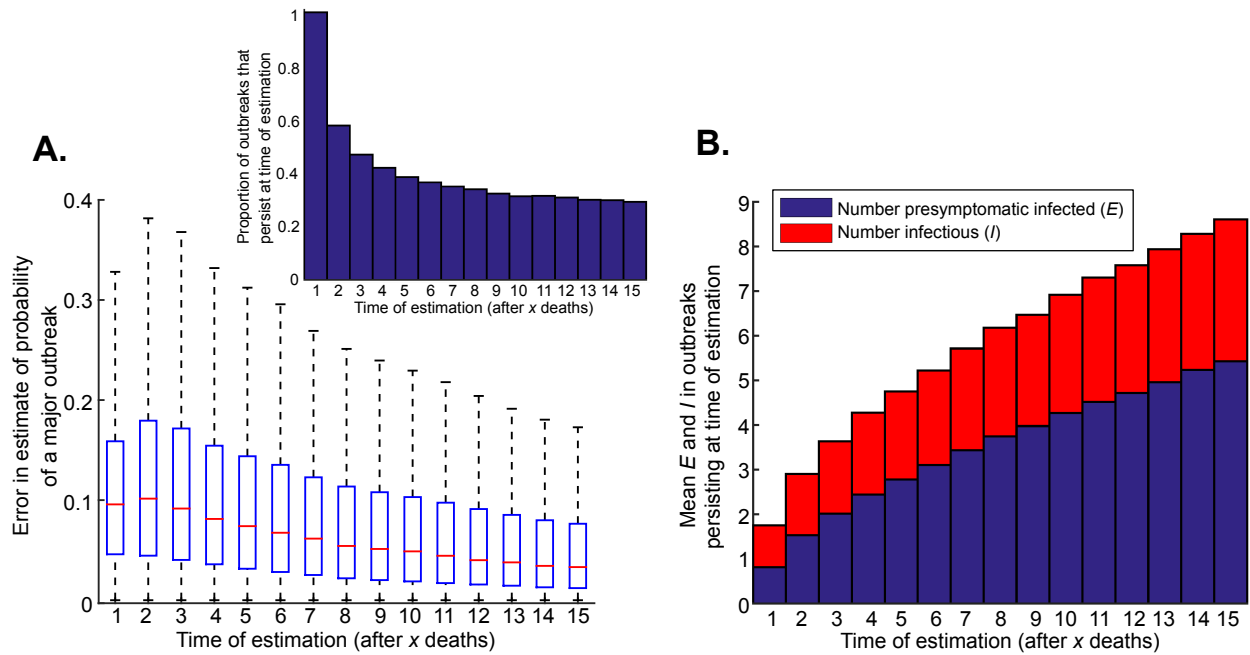 A.
Error in estimate of probability
of a major outbreak
0.4
0.3
0.2
0.1
0
1 2 3 4 5 6 7 8 9 10 11 12 13 14 15
Time of estimation (after x deaths)
Proportion of outbreaks that
persist at time of estimation
1
0.8
0.6
0.4
0.2
0
1 2 3 4 5 6 7 8 9 10 11 12 13 14 15
Time of estimation (after x deaths)
B.
Mean E and I in outbreaks
persisting at time of estimation
9
8
7
6
5
4
3
2
1
0
Number presymptomatic infected (E)
Number infectious (I)
1 2 3 4 5 6 7 8 9 10 11 12 13 14 15
Time of estimation (after x deaths)